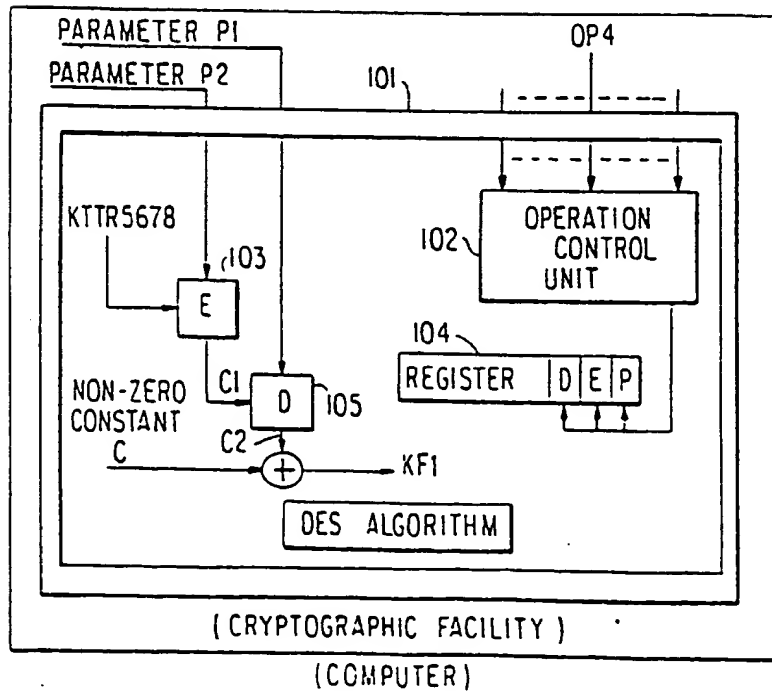 PARAMETER P1
OP4
PARAMETER P2
101
KTTR5678
103
E
OPERATION
CONTROL
UNIT
102
104
REGISTER D E P
C1
D
105
NON-ZERO
CONSTANT
C
C2
+
KF1
DES ALGORITHM
(CRYPTOGRAPHIC FACILITY)
(COMPUTER)